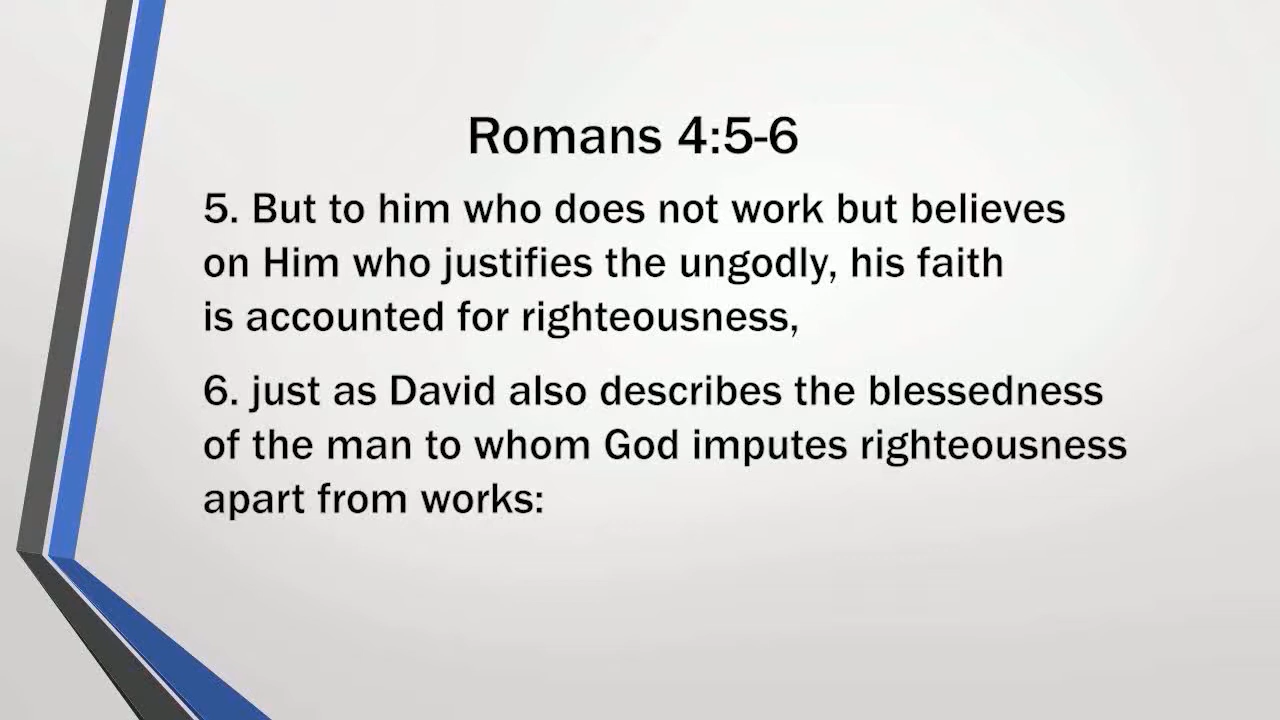 Romans 4:5-6
5. But to him who does not work but believes
on Him who justifies the ungodly, his faith
is accounted for righteousness,
6. just as David also describes the blessedness
of the man to whom God imputes righteousness
apart from works: